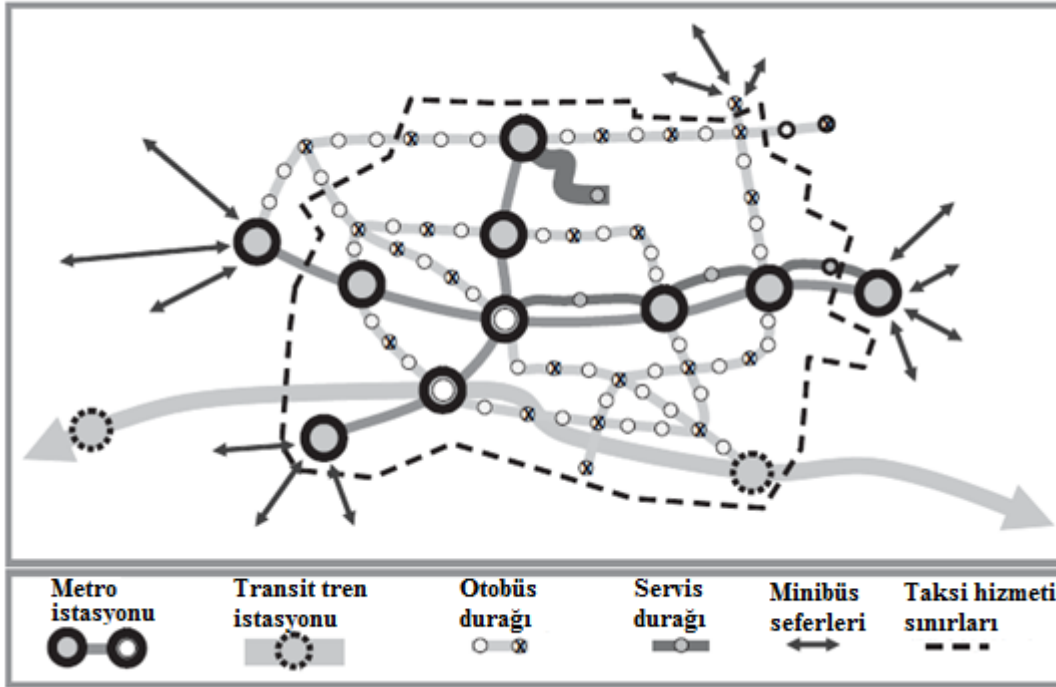 Metro
istasyonu
Transit tren
istasyonu
Otobüs
durağı
Servis
durağı
Minibüs
seferleri
Taksi hizmeti
sınırları